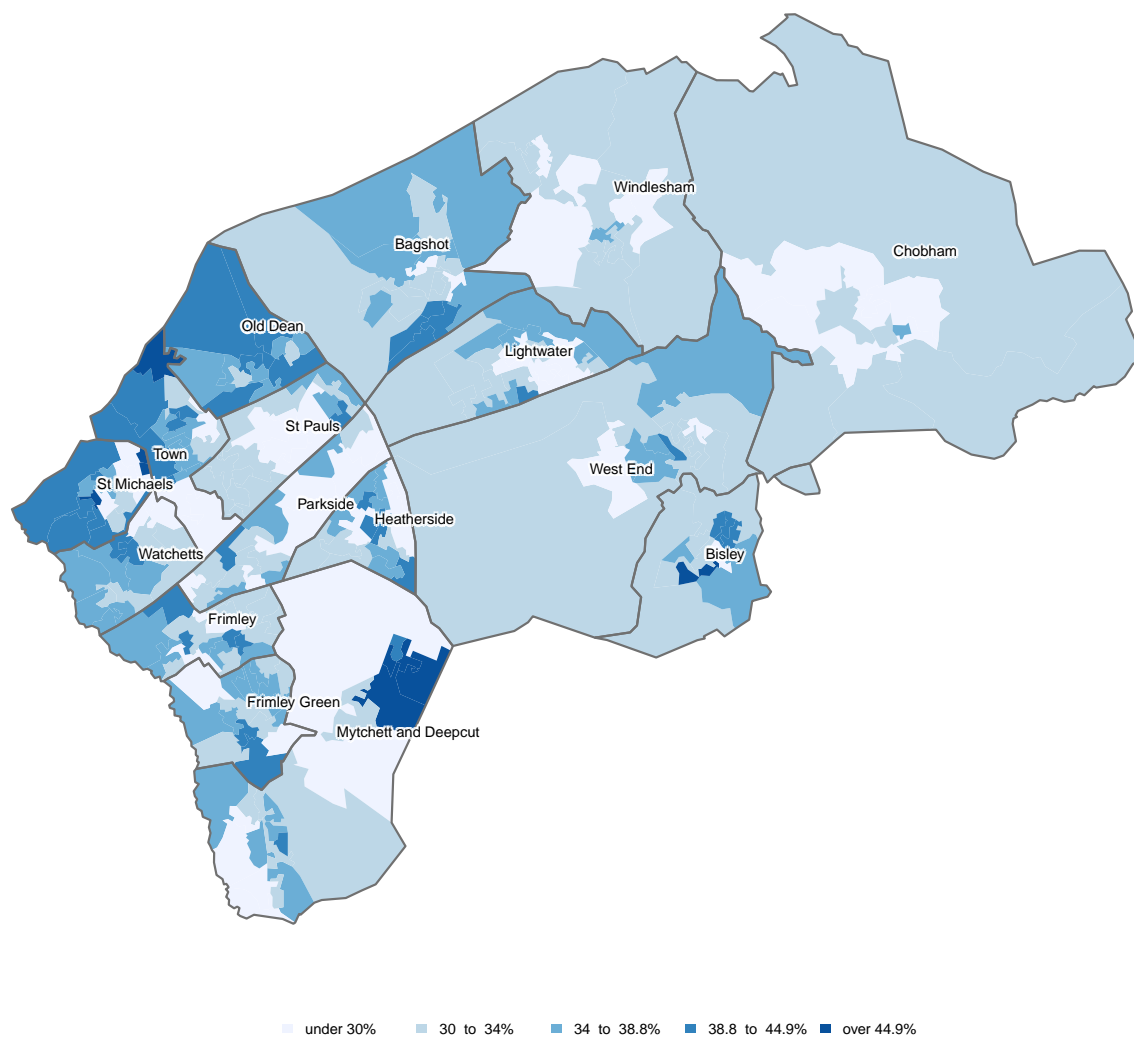 Windlesham
Chobham
Bagshot
Old Dean
Lightwater
St Pauls
Town
West End
St Michaels
Parkside
Heatherside
Watchetts
Bisley
Frimley
Frimley Green
Mytchett and Deepcut
under 30% 30 to 34% 34 to 38.8% 38.8 to 44.9% over 44.9%